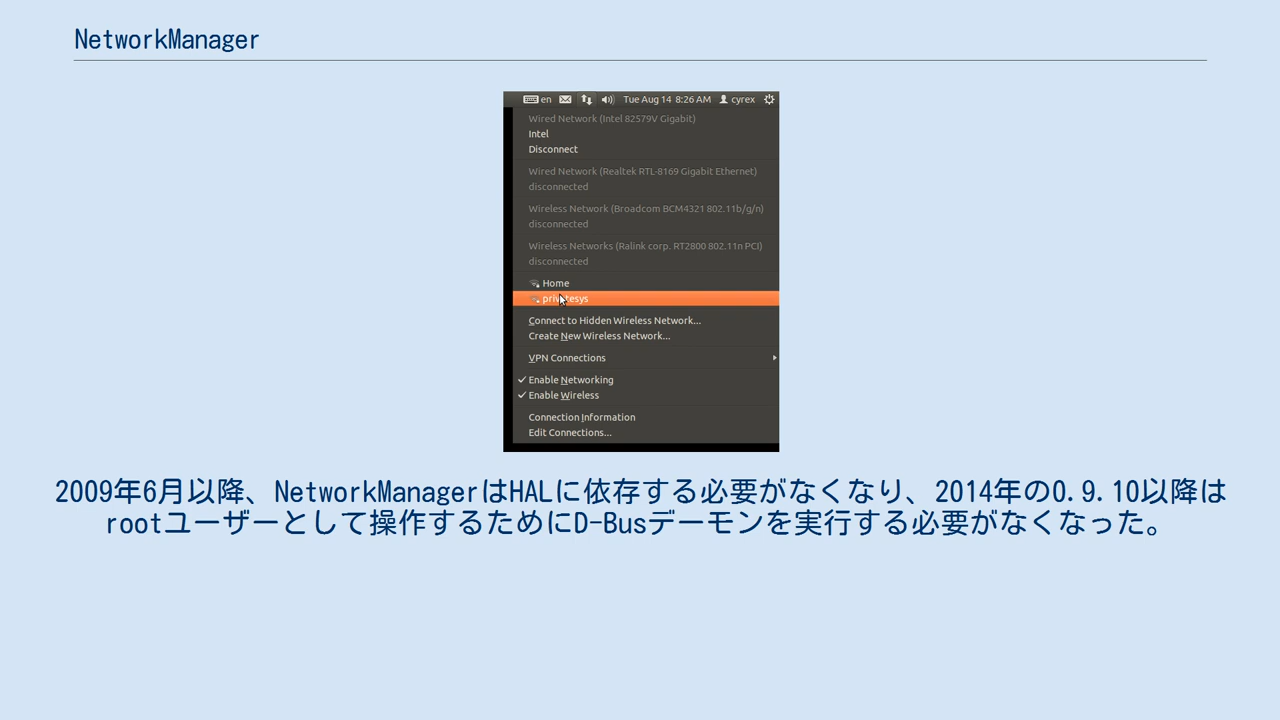 NetworkManager
en Tue Aug 14 8:26 AM cyrex
Wired Network (Intel 82579V Gigabit)
Intel
Disconnect
Wired Network (Realtek RTL-8169 Gigabit Ethernet)
disconnected
Wireless Network (Broadcom BCM4321 802.11b/g/n)
disconnected
Wireless Networks (Ralink corp. RT2800 802.11n PCI)
disconnected
Home
privatesys
Connect to Hidden Wireless Network...
Create New Wireless Network...
VPN Connections
Enable Networking
Enable Wireless
Connection Information
Edit Connections...
2009年6月以降、NetworkManagerはHALに依存する必要がなくなり、2014年の0.9.10以降は
rootユーザーとして操作するためにD-Busデーモンを実行する必要がなくなった。